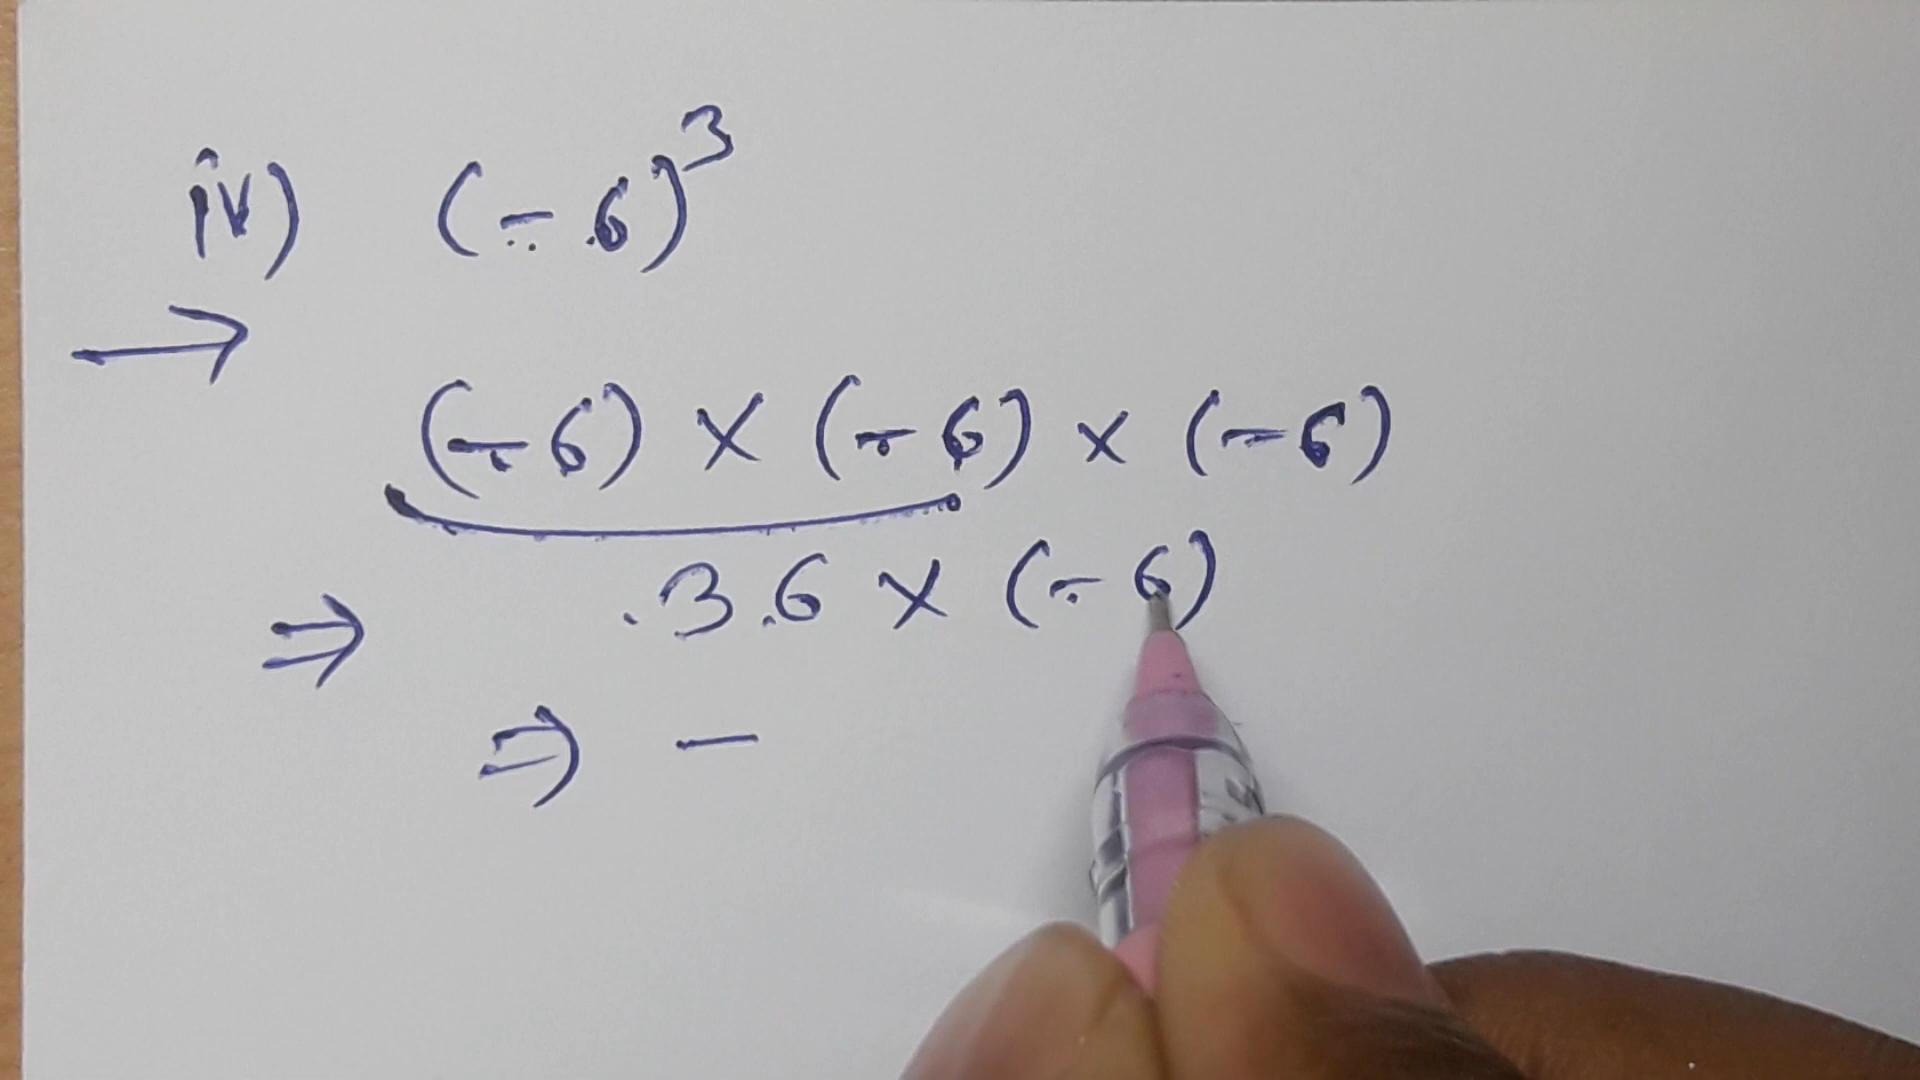 iv) (-6)³
→
(-6) × (-6) × (-6)
⇒ 36 × (-6)
⇒ -